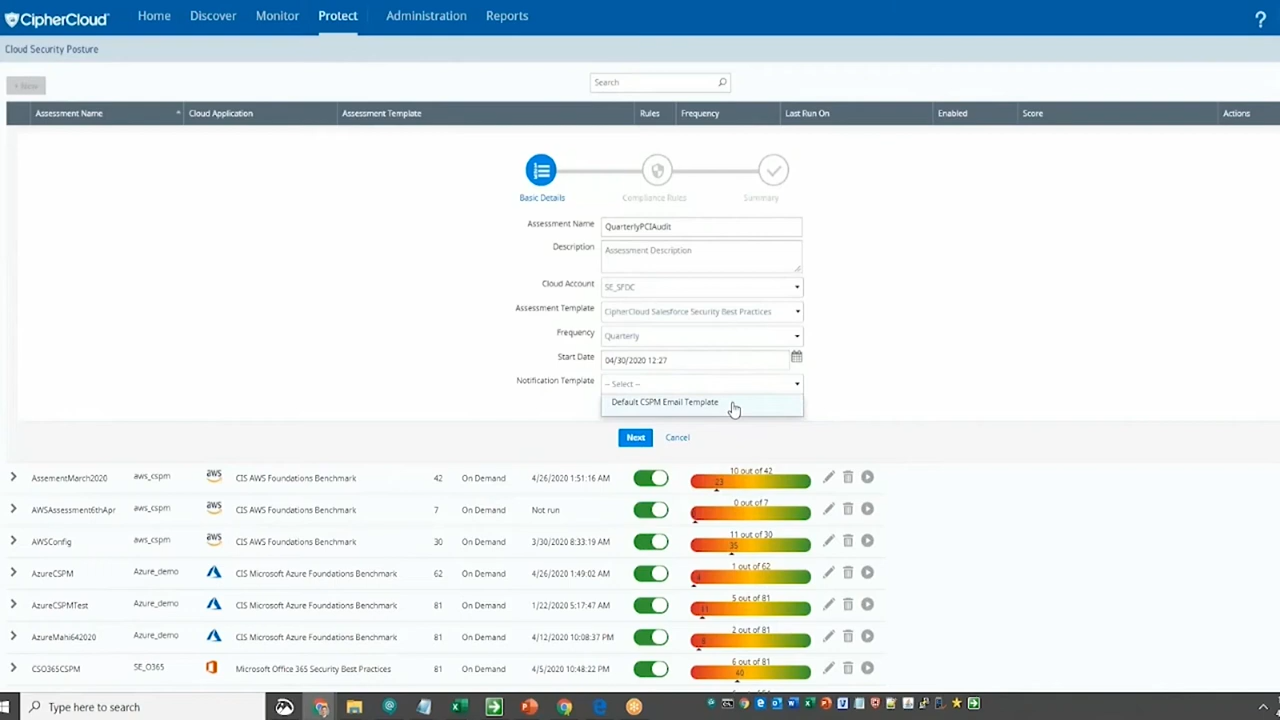 CipherCloud
Home Discover Monitor Protect Administration Reports
?
Cloud Security Posture
+ New
Search
Assessment Name Cloud Application Assessment Template Rules Frequency Last Run On Enabled Score Actions
Basic Details Compliance Rules Summary
Assessment Name QuarterlyPCIAudit
Description Assessment Description
Cloud Account SE_SFDC
Assessment Template CipherCloud Salesforce Security Best Practices
Frequency Quarterly
Start Date 04/30/2020 12:27
Notification Template -- Select --
Default CSPM Email Template
Next Cancel
AssementMarch2020 aws_cspm aws CIS AWS Foundations Benchmark 42 On Demand 4/26/2020 1:51:16 AM 10 out of 42 23
AWSAssessment6thApr aws_cspm aws CIS AWS Foundations Benchmark 7 On Demand Not run 0 out of 7
AWSConfig aws_cspm aws CIS AWS Foundations Benchmark 30 On Demand 3/30/2020 8:33:19 AM 11 out of 30 35
AzureCSPM Azure_demo CIS Microsoft Azure Foundations Benchmark 62 On Demand 4/26/2020 1:49:02 AM 1 out of 62 4
AzureCSPMTest Azure_demo CIS Microsoft Azure Foundations Benchmark 81 On Demand 1/22/2020 5:17:47 AM 5 out of 81 11
AzureMahi642020 Azure_demo CIS Microsoft Azure Foundations Benchmark 81 On Demand 4/12/2020 10:08:37 PM 2 out of 81
CSO365CSPM SE_O365 Microsoft Office 365 Security Best Practices 81 On Demand 4/5/2020 10:48:22 PM 6 out of 81 40
Type here to search